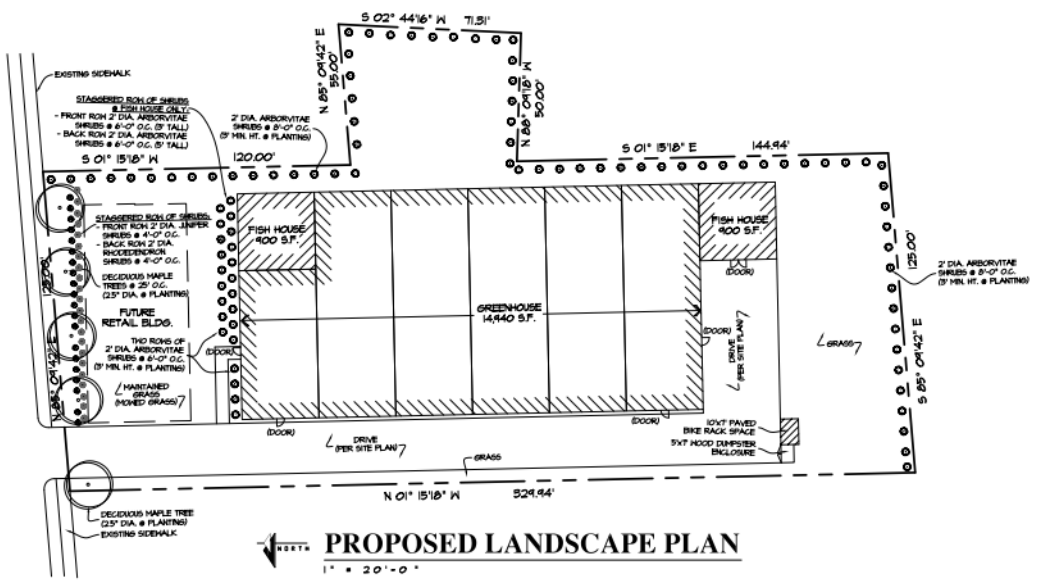 S 02° 44'16" W 71.51'
N 85° 09'42" E
55.00'
N 88° 09'18" W
50.00'
EXISTING SIDEWALK
STAGGERED ROW OF SHRUBS
@ FISH HOUSE ONLY:
- FRONT ROW 2' DIA. ARBORVITAE
SHRUBS @ 6'-0" O.C. (5' TALL)
- BACK ROW 2' DIA. ARBORVITAE
SHRUBS @ 6'-0" O.C. (5' TALL)
2' DIA. ARBORVITAE
SHRUBS @ 8'-0" O.C.
(3' MIN. HT. @ PLANTING)
S 01° 15'18" W 120.00'
S 01° 15'18" E 144.94'
STAGGERED ROW OF SHRUBS:
- FRONT ROW 2' DIA. JUNIPER
SHRUBS @ 4'-0" O.C.
- BACK ROW 2' DIA.
RHODEDENDRON
SHRUBS @ 4'-0" O.C.
DECIDUOUS MAPLE
TREES @ 25' O.C.
(2.5" DIA. @ PLANTING)
FUTURE
RETAIL BLDG.
TWO ROWS OF
2' DIA. ARBORVITAE
SHRUBS @ 6'-0" O.C.
(3' MIN. HT. @ PLANTING)
MAINTAINED
GRASS
(MOWED GRASS)
N 85° 09'42" E
FISH HOUSE
900 S.F.
GREENHOUSE
14,940 S.F.
FISH HOUSE
900 S.F.
(DOOR)
(DOOR)
(DOOR)
(DOOR)
(DOOR)
DRIVE
(PER SITE PLAN)
GRASS
125.00'
S 85° 09'42" E
2' DIA. ARBORVITAE
SHRUBS @ 8'-0" O.C.
(3' MIN. HT. @ PLANTING)
DRIVE
(PER SITE PLAN)
10'X7' PAVED
BIKE RACK SPACE
5'X7' WOOD DUMPSTER
ENCLOSURE
GRASS
N 01° 15'18" W 329.94'
DECIDUOUS MAPLE TREE
(2.5" DIA. @ PLANTING)
EXISTING SIDEWALK
NORTH
PROPOSED LANDSCAPE PLAN
1" = 20'-0"